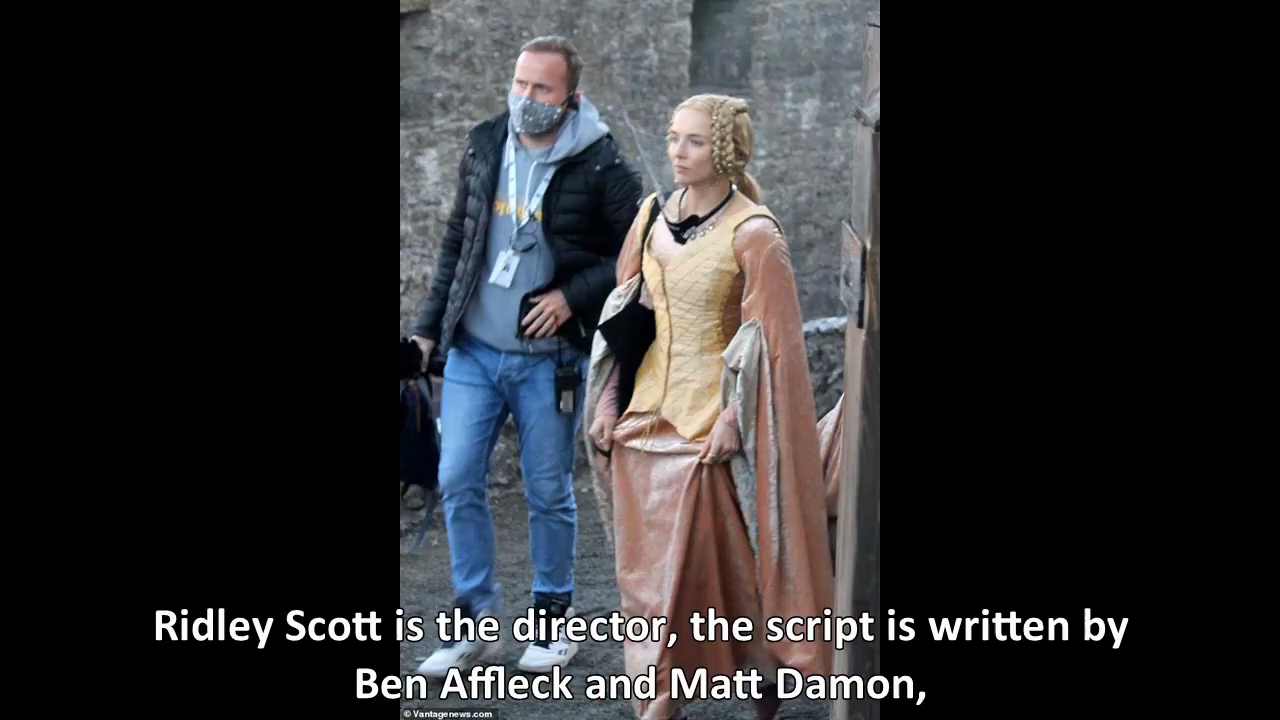 Ridley Scott is the director, the script is written by
Ben Affleck and Matt Damon,
© Vantagenews.com